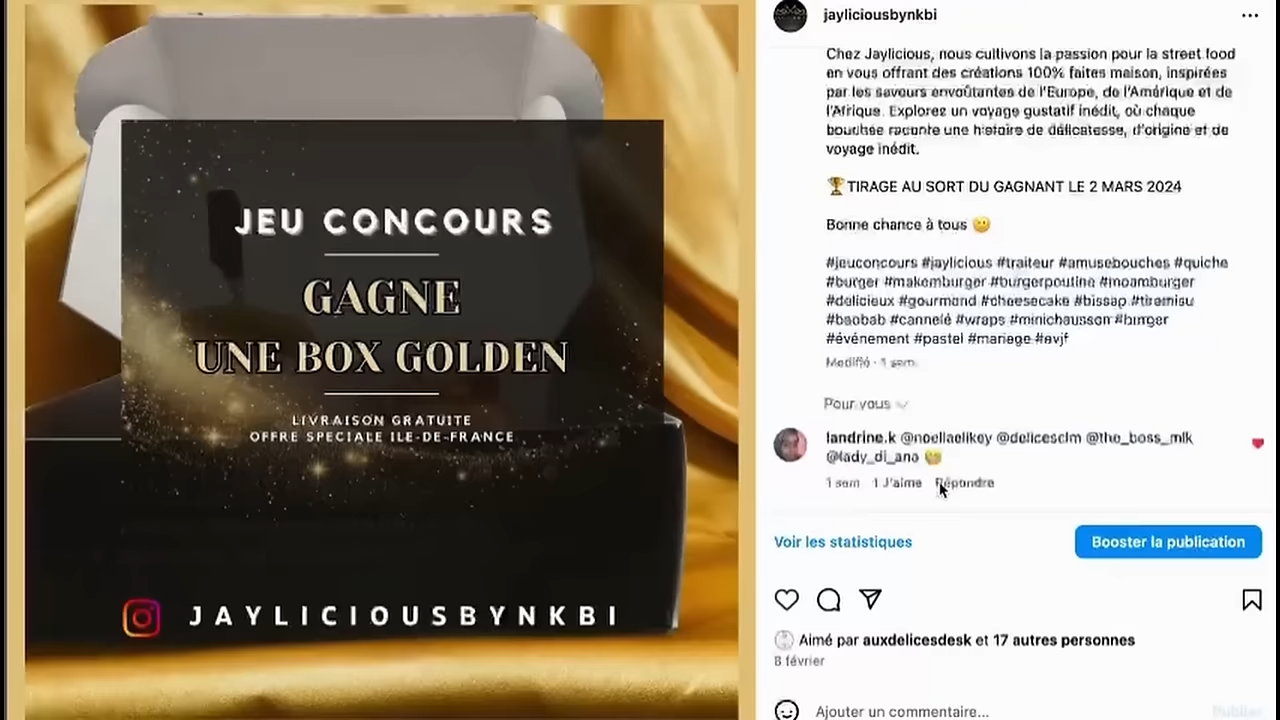 JEU CONCOURS
GAGNE
UNE BOX GOLDEN
LIVRAISON GRATUITE
OFFRE SPECIALE ILE-DE-FRANCE
JAYLICIOUSBYNKBI
jayliciousbynkbi
Chez Jaylicious, nous cultivons la passion pour la street food
en vous offrant des créations 100% faites maison, inspirées
par les saveurs envoûtantes de l'Europe, de l'Amérique et de
l'Afrique. Explorez un voyage gustatif inédit, où chaque
bouchée raconte une histoire de délicatesse, d'origine et de
voyage inédit.
🏆TIRAGE AU SORT DU GAGNANT LE 2 MARS 2024
Bonne chance à tous
#jeuconcours #jaylicious #traiteur #amusebouches #quiche
#burger #makemburger #burgerpoutine #inoamburger
#delicieux #gourmand #cheesecake #bissap #tiramisu
#baobab #cannelé #wraps #minichausson #burger
#événement #pastel #mariage #evjf
Modifié · 1 sem
Pour vous
landrine.k @noellaelikey @delicesclm @the_boss_mlk
@lady_di_ana
1 sem 1 J'aime Répondre
Voir les statistiques
Booster la publication
Aimé par auxdelicesdesk et 17 autres personnes
8 février
Ajouter un commentaire...
Publier